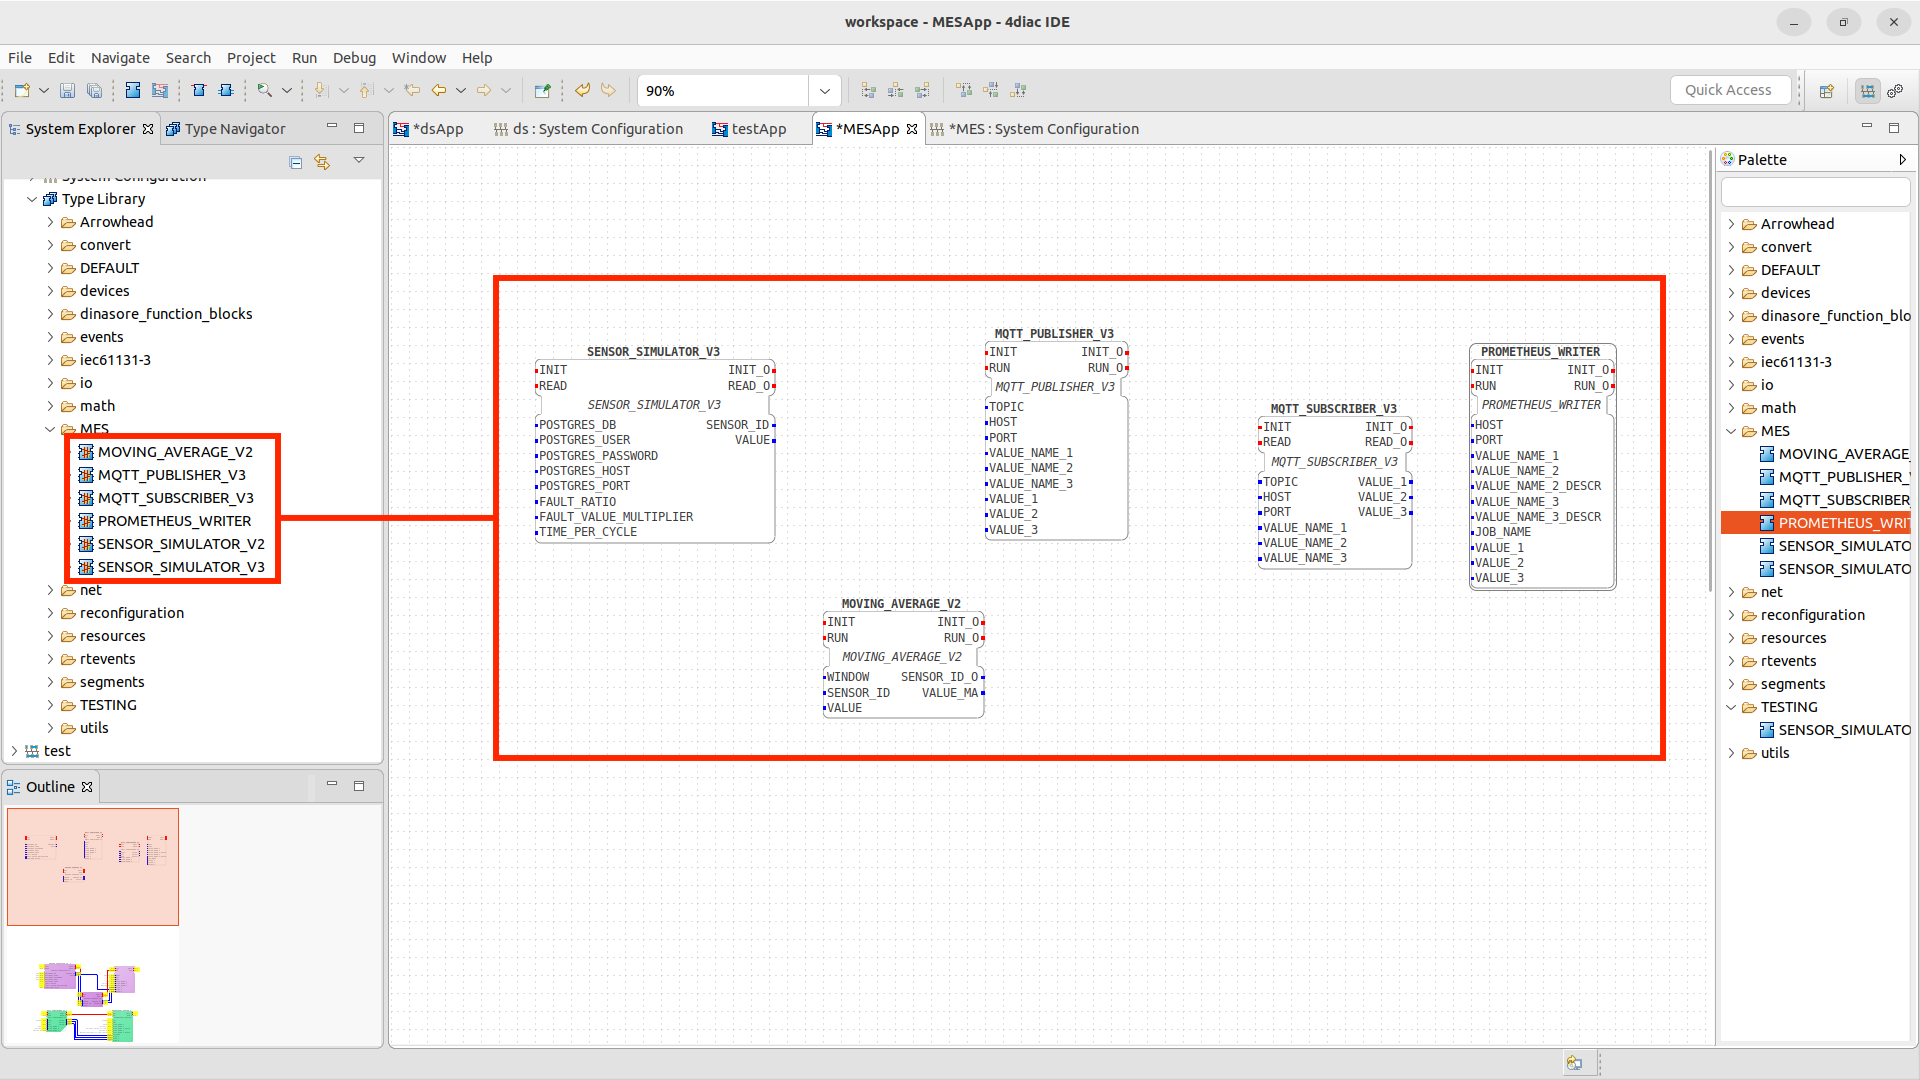 workspace - MESApp - 4diac IDE
File Edit Navigate Search Project Run Debug Window Help
90%
Quick Access
System Explorer
Type Navigator
*dsApp
ds : System Configuration
testApp
*MESApp
*MES : System Configuration
System Configuration
Type Library
Arrowhead
convert
DEFAULT
devices
dinasore_function_blocks
events
iec61131-3
io
math
MES
MOVING_AVERAGE_V2
MQTT_PUBLISHER_V3
MQTT_SUBSCRIBER_V3
PROMETHEUS_WRITER
SENSOR_SIMULATOR_V2
SENSOR_SIMULATOR_V3
net
reconfiguration
resources
rtevents
segments
TESTING
utils
test
Outline
SENSOR_SIMULATOR_V3
INIT INIT_O
READ READ_O
SENSOR_SIMULATOR_V3
POSTGRES_DB SENSOR_ID
POSTGRES_USER VALUE
POSTGRES_PASSWORD
POSTGRES_HOST
POSTGRES_PORT
FAULT_RATIO
FAULT_VALUE_MULTIPLIER
TIME_PER_CYCLE
MOVING_AVERAGE_V2
INIT INIT_O
RUN RUN_O
MOVING_AVERAGE_V2
WINDOW SENSOR_ID_O
SENSOR_ID VALUE_MA
VALUE
MQTT_PUBLISHER_V3
INIT INIT_O
RUN RUN_O
MQTT_PUBLISHER_V3
TOPIC
HOST
PORT
VALUE_NAME_1
VALUE_NAME_2
VALUE_NAME_3
VALUE_1
VALUE_2
VALUE_3
MQTT_SUBSCRIBER_V3
INIT INIT_O
READ READ_O
MQTT_SUBSCRIBER_V3
TOPIC VALUE_1
HOST VALUE_2
PORT VALUE_3
VALUE_NAME_1
VALUE_NAME_2
VALUE_NAME_3
PROMETHEUS_WRITER
INIT INIT_O
RUN RUN_O
PROMETHEUS_WRITER
HOST
PORT
VALUE_NAME_1
VALUE_NAME_2
VALUE_NAME_2_DESCR
VALUE_NAME_3
VALUE_NAME_3_DESCR
JOB_NAME
VALUE_1
VALUE_2
VALUE_3
Palette
Arrowhead
convert
DEFAULT
devices
dinasore_function_blo
events
iec61131-3
io
math
MES
MOVING_AVERAGE_
MQTT_PUBLISHER_
MQTT_SUBSCRIBER
PROMETHEUS_WRIT
SENSOR_SIMULATO
SENSOR_SIMULATO
net
reconfiguration
resources
rtevents
segments
TESTING
SENSOR_SIMULATO
utils